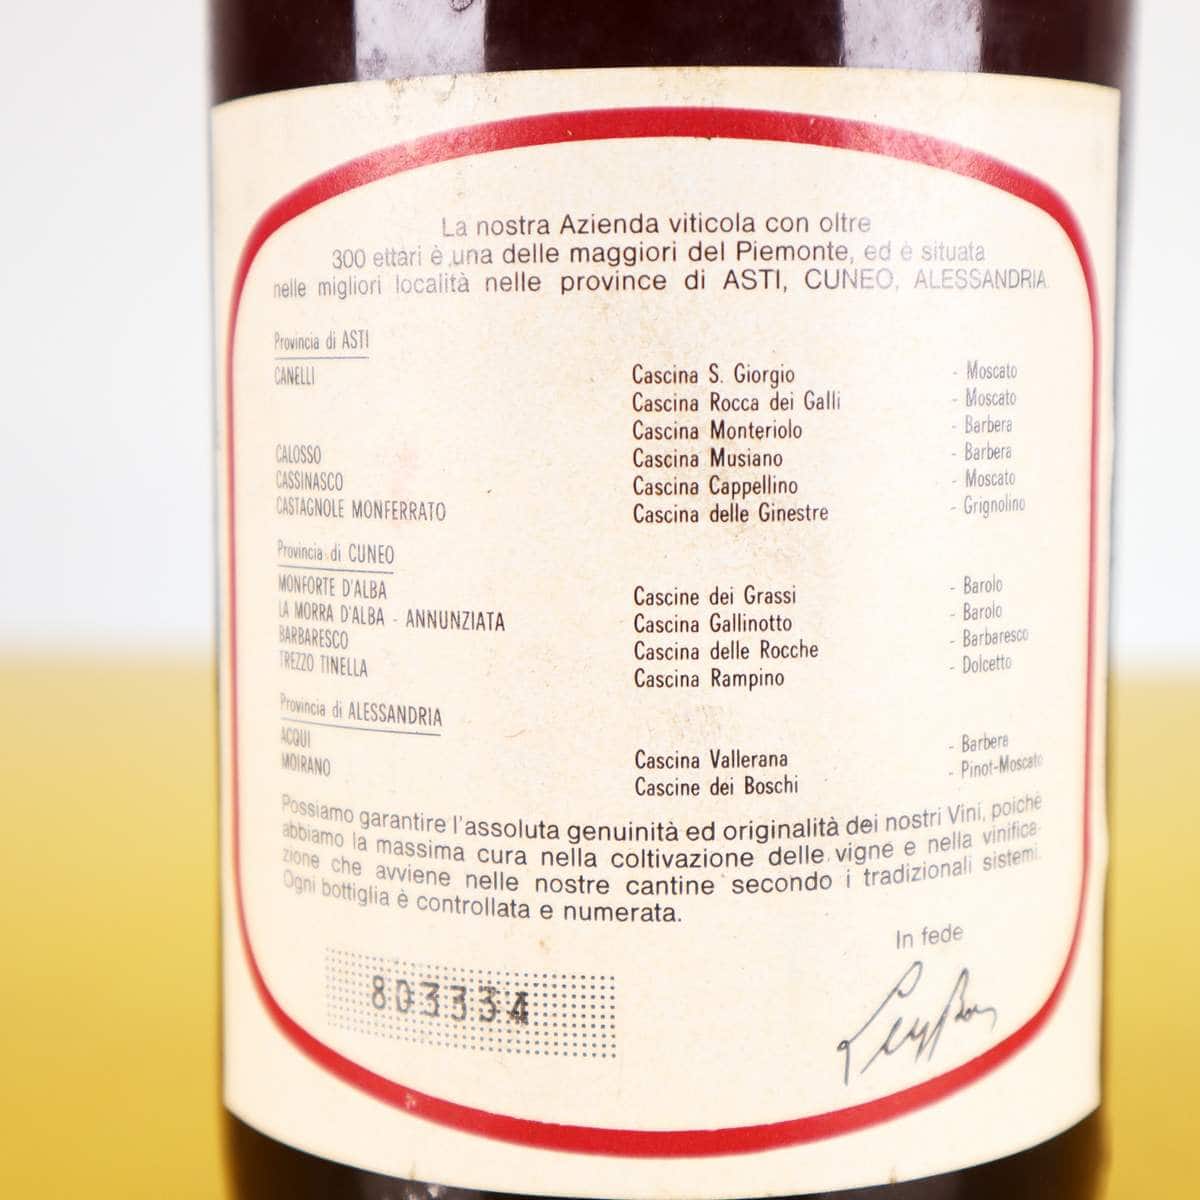 La nostra Azienda viticola con oltre
300 ettari è una delle maggiori del Piemonte, ed è situata
nelle migliori località nelle province di ASTI, CUNEO, ALESSANDRIA.
Provincia di ASTI
CANELLI Cascina S. Giorgio - Moscato
Cascina Rocca dei Galli - Moscato
Cascina Monteriolo - Barbera
CALOSSO Cascina Musiano - Barbera
CASSINASCO Cascina Cappellino - Moscato
CASTAGNOLE MONFERRATO Cascina delle Ginestre - Grignolino
Provincia di CUNEO
MONFORTE D'ALBA Cascine dei Grassi - Barolo
LA MORRA D'ALBA - ANNUNZIATA Cascina Gallinotto - Barolo
BARBARESCO Cascina delle Rocche - Barbaresco
TREZZO TINELLA Cascina Rampino - Dolcetto
Provincia di ALESSANDRIA
ACQUI Cascina Vallerana - Barbera
MOIRANO Cascine dei Boschi - Pinot-Moscato
Possiamo garantire l'assoluta genuinità ed originalità dei nostri Vini, poichè
abbiamo la massima cura nella coltivazione delle vigne e nella vinifica-
zione che avviene nelle nostre cantine secondo i tradizionali sistemi.
Ogni bottiglia è controllata e numerata.
In fede
803334